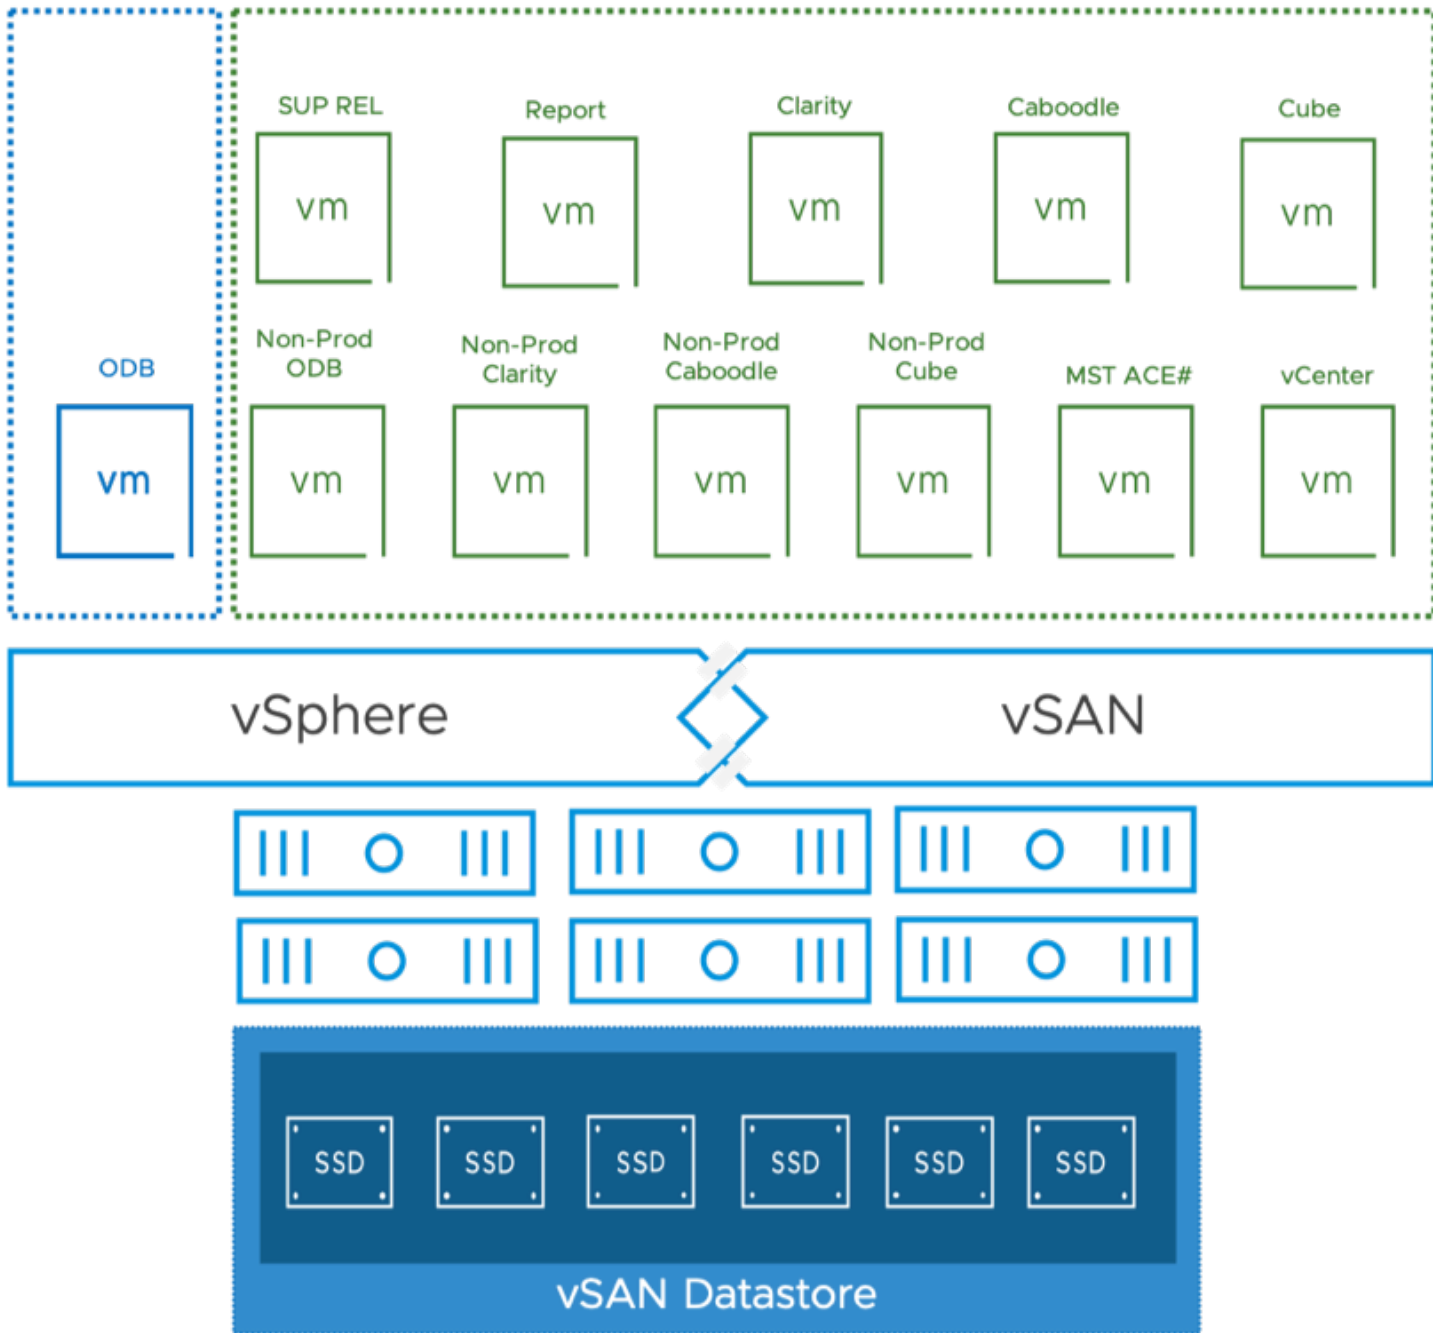 SUP REL
Report
Clarity
Caboodle
Cube
vm
vm
vm
vm
vm
ODB
Non-Prod
ODB
Non-Prod
Clarity
Non-Prod
Caboodle
Non-Prod
Cube
MST ACE#
vCenter
vm
vm
vm
vm
vm
vm
vm
vSphere
vSAN
SSD
SSD
SSD
SSD
SSD
SSD
vSAN Datastore